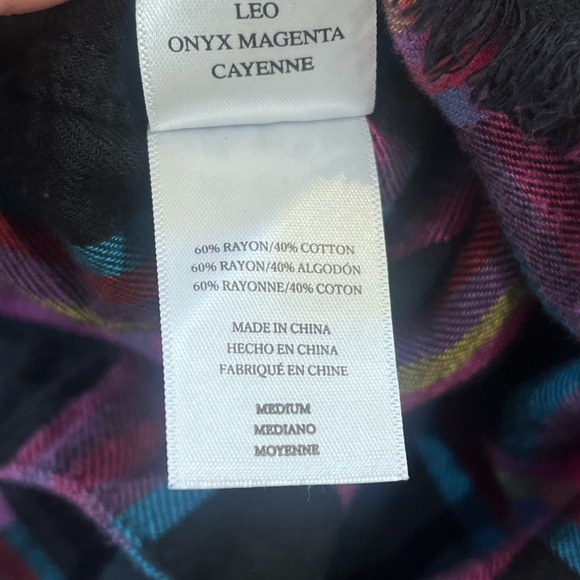 LEO
ONYX MAGENTA
CAYENNE
60% RAYON/40% COTTON
60% RAYON/40% ALGODÓN
60% RAYONNE/40% COTON
MADE IN CHINA
HECHO EN CHINA
FABRIQUÉ EN CHINE
MEDIUM
MEDIANO
MOYENNE